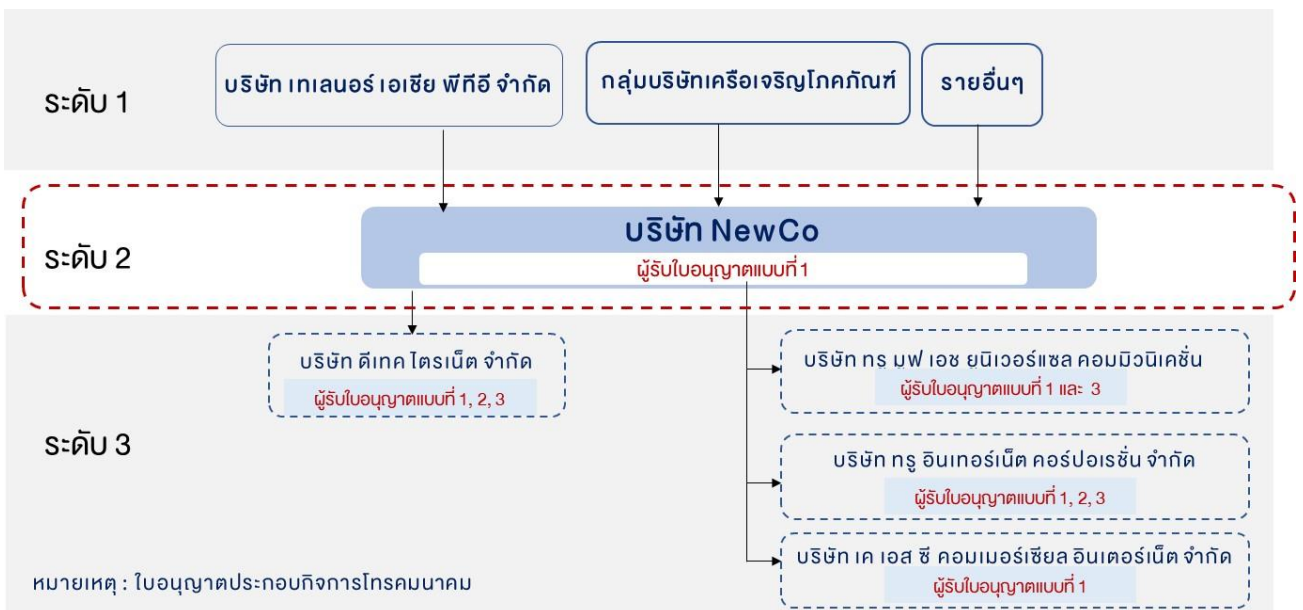 ระดับ 1
บริษัท เทเลนอร์ เอเชีย พีทีอี จำกัด
กลุ่มบริษัทเครือเจริญโภคภัณฑ์
รายอื่นๆ
ระดับ 2
บริษัท NewCo
ผู้รับใบอนุญาตแบบที่ 1
ระดับ 3
บริษัท ดีเทค ไตรเน็ต จำกัด
ผู้รับใบอนุญาตแบบที่ 1, 2, 3
บริษัท ทรู มูฟ เอช ยูนิเวอร์แซล คอมมิวนิเคชั่น
ผู้รับใบอนุญาตแบบที่ 1 และ 3
บริษัท ทรู อินเทอร์เน็ต คอร์ปอเรชั่น จำกัด
ผู้รับใบอนุญาตแบบที่ 1, 2, 3
บริษัท เค เอส ซี คอมเมอร์เชียล อินเตอร์เน็ต จำกัด
ผู้รับใบอนุญาตแบบที่ 1
หมายเหตุ : ใบอนุญาตประกอบกิจการโทรคมนาคม